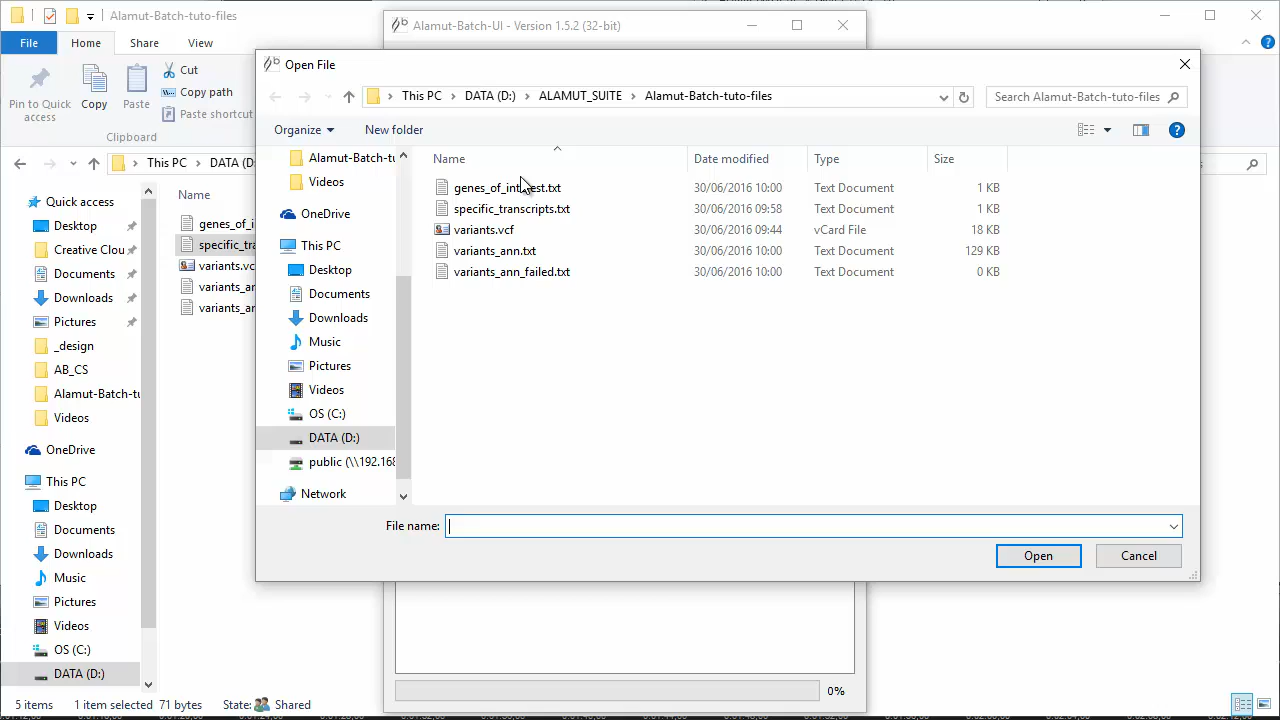 Alamut-Batch-tuto-files
File
Home
Share
View
Pin to Quick
access
Copy
Paste
Cut
Copy path
Paste shortcut
Clipboard
This PC
DATA (D:
Quick access
Desktop
Creative Clou
Documents
Downloads
Pictures
_design
AB_CS
Alamut-Batch-tu
Videos
OneDrive
This PC
Desktop
Documents
Downloads
Music
Pictures
Videos
OS (C:)
DATA (D:)
Name
genes_of_i
specific_tra
variants.vc
variants_an
variants_an
5 items
1 item selected
71 bytes
State:
Shared
Alamut-Batch-UI - Version 1.5.2 (32-bit)
0%
Open File
This PC
DATA (D:)
ALAMUT_SUITE
Alamut-Batch-tuto-files
Search Alamut-Batch-tuto-files
Organize
New folder
Alamut-Batch-tu
Videos
OneDrive
This PC
Desktop
Documents
Downloads
Music
Pictures
Videos
OS (C:)
DATA (D:)
public (\\192.168
Network
Name Date modified Type Size
genes_of_interest.txt 30/06/2016 10:00 Text Document 1 KB
specific_transcripts.txt 30/06/2016 09:58 Text Document 1 KB
variants.vcf 30/06/2016 09:44 vCard File 18 KB
variants_ann.txt 30/06/2016 10:00 Text Document 129 KB
variants_ann_failed.txt 30/06/2016 10:00 Text Document 0 KB
File name:
Open
Cancel